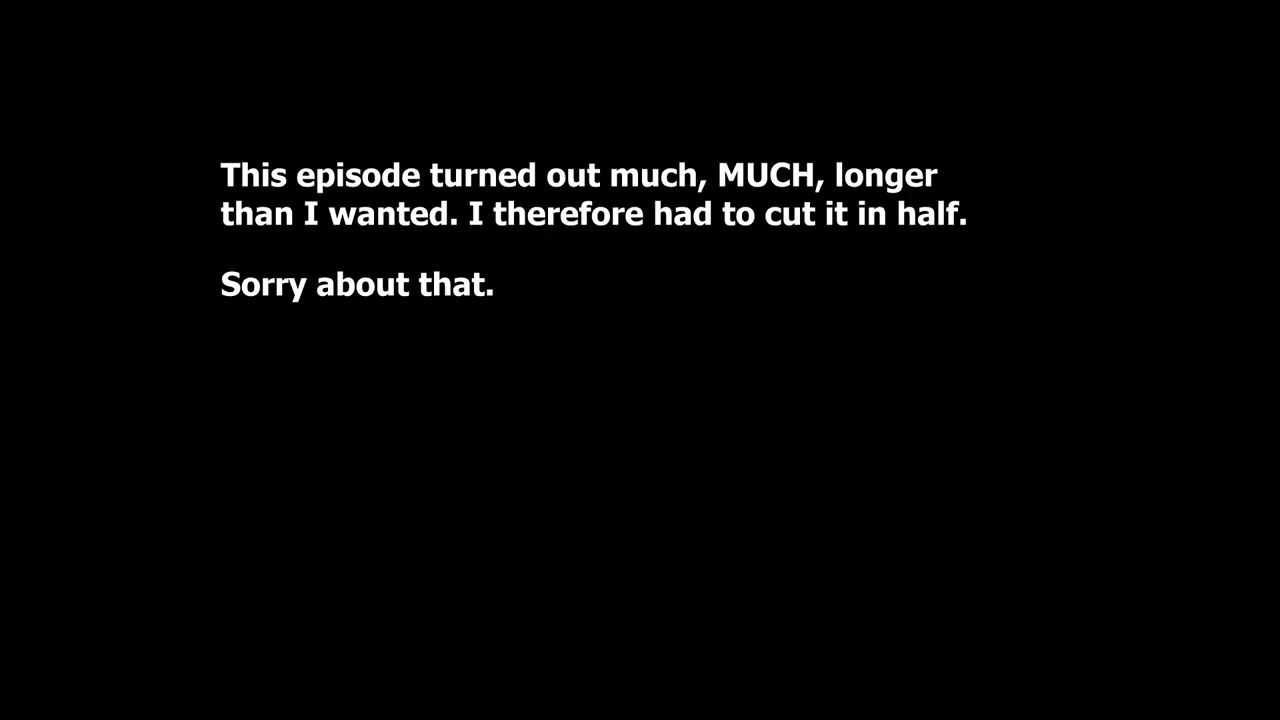 This episode turned out much, MUCH, longer
than I wanted. I therefore had to cut it in half.
Sorry about that.